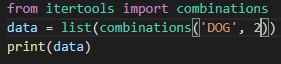 from itertools import combinations
data = list(combinations('DOG', 2))
print(data)